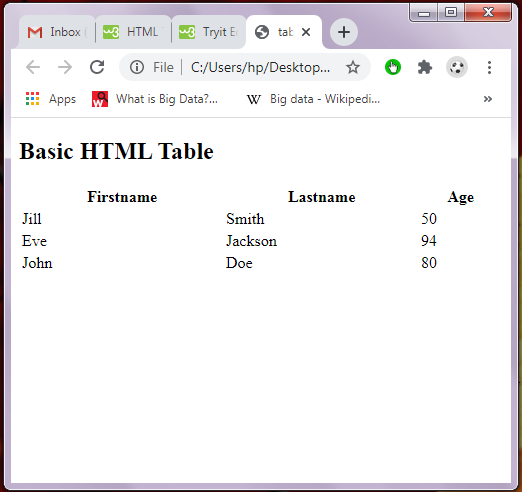 Inbox (
HTML
Tryit E
tab
File C:/Users/hp/Desktop...
Apps What is Big Data?... W Big data - Wikipedi... »
Basic HTML Table
Firstname Lastname Age
Jill Smith 50
Eve Jackson 94
John Doe 80